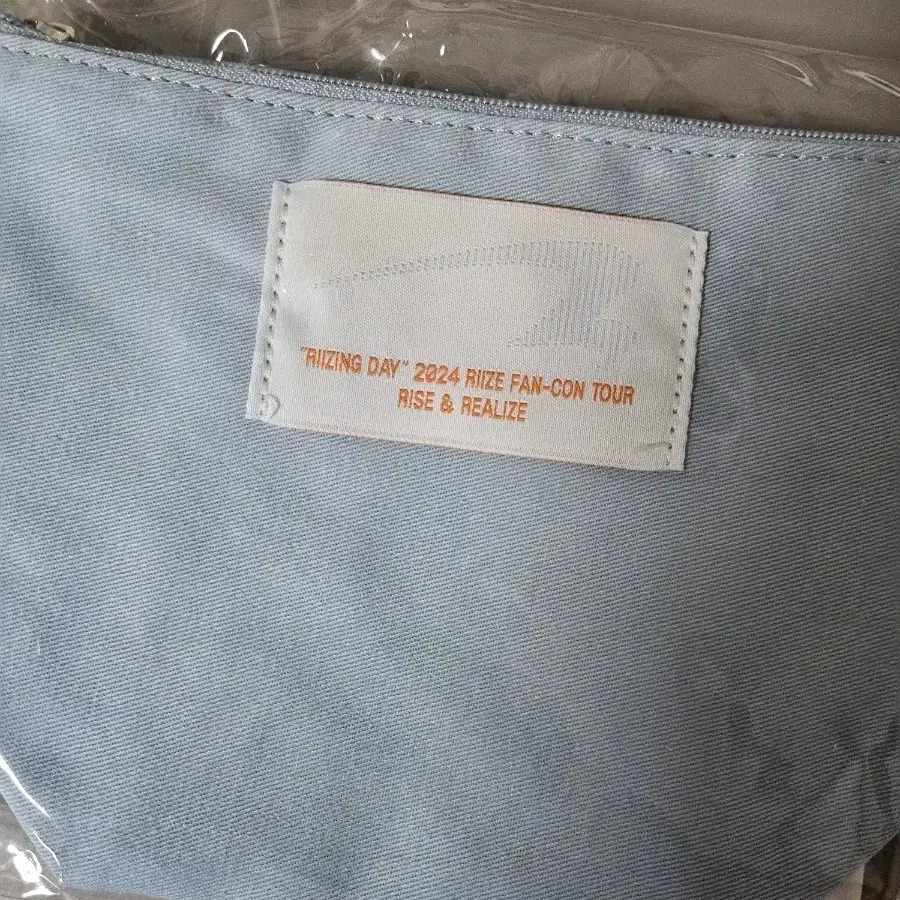 "RIIZING DAY" 2024 RIIZE FAN-CON TOUR
RISE & REALIZE